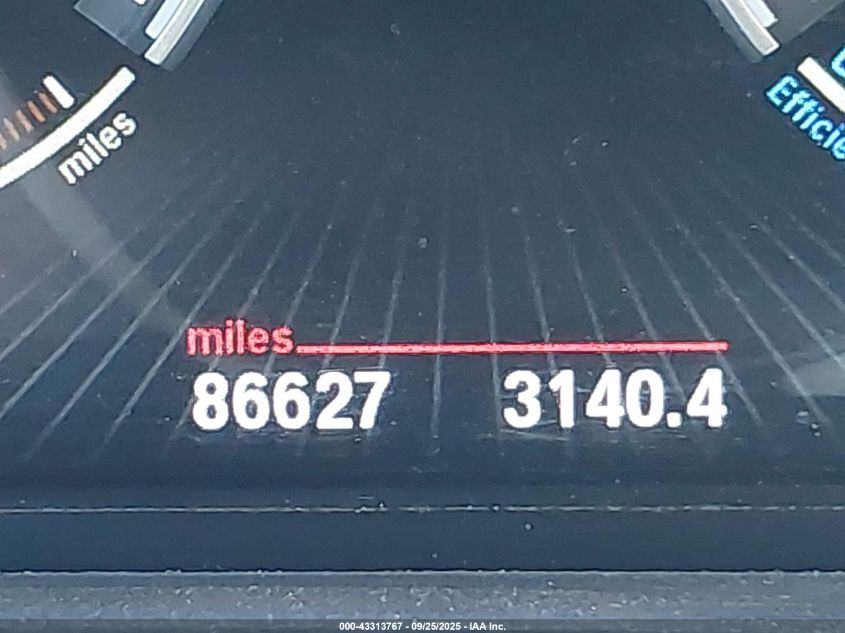 miles
Efficie
miles
86627 3140.4
000-43313767 - 09/25/2025 - IAA Inc.